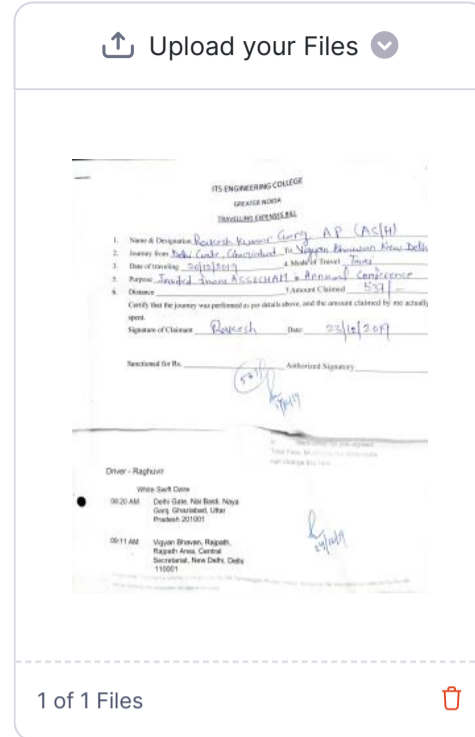 Upload your Files
ITS ENGINEERING COLLEGE
GREATER NOIDA
TRAVELLING EXPENSES BILL
1. Name & Designation Rakesh Kumar Garg AP (AS|H)
2. Journey from Delhi Gate, Ghaziabad To Vigyan Bhawan New Delh
3. Date of traveling 20/12/2019 4. Mode of Travel Taxi
5. Purpose Invited from ASSOCHAM's Annual Conference
6. Distance 7. Amount Claimed 537/-
Certify that the journey was performed as per details above, and the amount claimed by me actually
spent.
Signature of Claimant Rakesh Date 23/12/2019
Sanctioned for Rs. Authorized Signatory
537
Driver - Raghuvir
White Swift Dzire
08:20 AM Delhi Gate, Nai Basti, Naya
Ganj, Ghaziabad, Uttar
Pradesh 201001
09:11 AM Vigyan Bhavan, Rajpath,
Rajpath Area, Central
Secretariat, New Delhi, Delhi
110001
1 of 1 Files